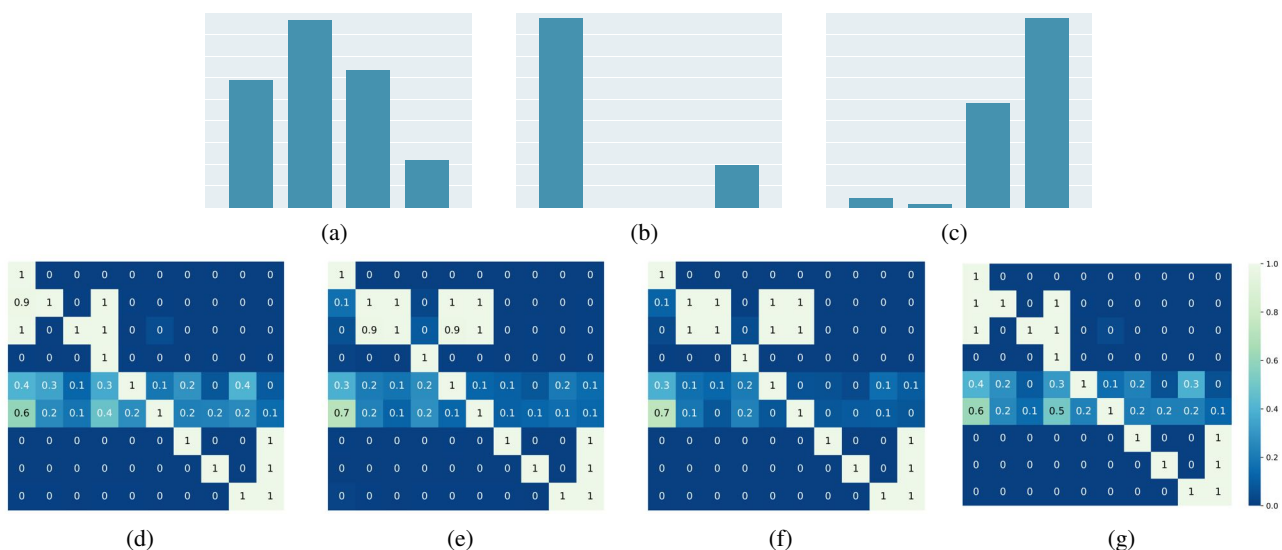 (a)
(b)
(c)
1 0 0 0 0 0 0 0 0 0
0.9 1 0 1 0 0 0 0 0 0
1 0 1 1 0 0 0 0 0 0
0 0 0 1 0 0 0 0 0 0
0.4 0.3 0.1 0.3 1 0.1 0.2 0 0.4 0
0.6 0.2 0.1 0.4 0.2 1 0.2 0.2 0.2 0.1
0 0 0 0 0 0 1 0 0 1
0 0 0 0 0 0 0 1 0 1
0 0 0 0 0 0 0 0 1 1
(d)
1 0 0 0 0 0 0 0 0 0
0.1 1 1 0 1 1 0 0 0 0
0 0.9 1 0 0.9 1 0 0 0 0
0 0 0 1 0 0 0 0 0 0
0.3 0.2 0.1 0.2 1 0.1 0.1 0 0.2 0.1
0.7 0.2 0.1 0.2 0.1 1 0.1 0.1 0.1 0.1
0 0 0 0 0 0 1 0 0 1
0 0 0 0 0 0 0 1 0 1
0 0 0 0 0 0 0 0 1 1
(e)
1 0 0 0 0 0 0 0 0 0
0.1 1 1 0 1 1 0 0 0 0
0 1 1 0 1 1 0 0 0 0
0 0 0 1 0 0 0 0 0 0
0.3 0.1 0.1 0.2 1 0 0 0 0.1 0.1
0.7 0.1 0 0.2 0 1 0 0 0.1 0
0 0 0 0 0 0 1 0 0 1
0 0 0 0 0 0 0 1 0 1
0 0 0 0 0 0 0 0 1 1
(f)
1 0 0 0 0 0 0 0 0 0
1 1 0 1 0 0 0 0 0 0
1 0 1 1 0 0 0 0 0 0
0 0 0 1 0 0 0 0 0 0
0.4 0.2 0 0.3 1 0.1 0.2 0 0.3 0
0.6 0.2 0.1 0.5 0.2 1 0.2 0.2 0.2 0.1
0 0 0 0 0 0 1 0 0 1
0 0 0 0 0 0 0 1 0 1
0 0 0 0 0 0 0 0 1 1
(g)
1.0
0.8
0.6
0.4
0.2
0.0